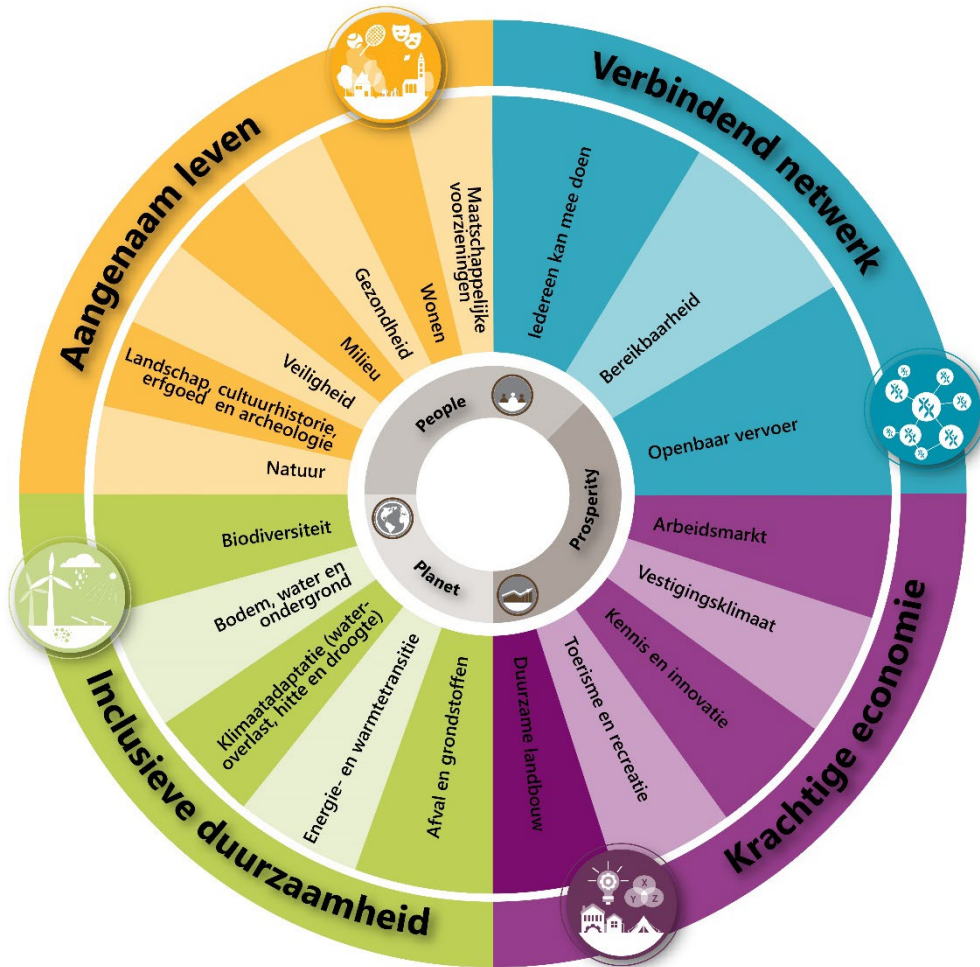 Aangenaam leven
Verbindend netwerk
Krachtige economie
Inclusieve duurzaamheid
Maatschappelijke
voorzieningen
Wonen
Gezondheid
Milieu
Veiligheid
Landschap, cultuurhistorie,
erfgoed en archeologie
Natuur
Iedereen kan mee doen
Bereikbaarheid
Openbaar vervoer
Arbeidsmarkt
Vestigingsklimaat
Kennis en innovatie
Toerisme en recreatie
Duurzame landbouw
Biodiversiteit
Bodem, water en
ondergrond
Klimaatadaptatie (water-
overlast, hitte en droogte)
Energie- en warmtetransitie
Afval en grondstoffen
People
Prosperity
Planet
X
Y
Z